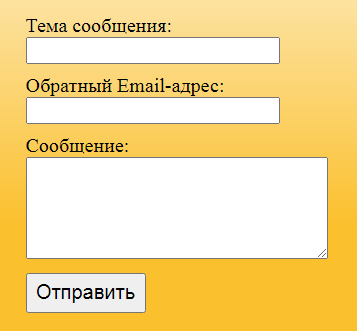 Тема сообщения:
Обратный Email-адрес:
Сообщение:
Отправить